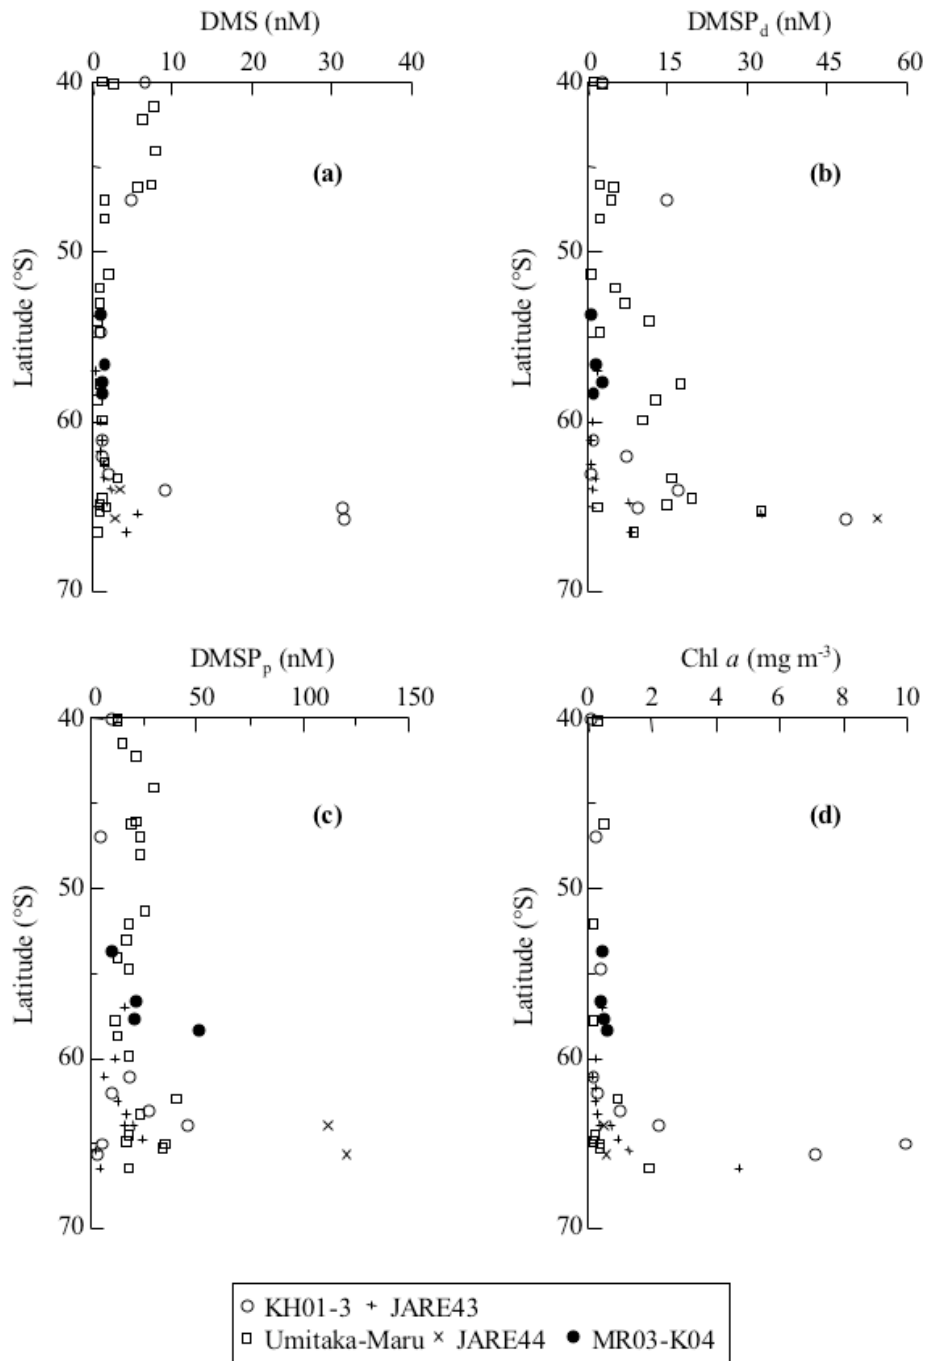 DMS (nM) DMSPd (nM)
0 10 20 30 40 0 15 30 45 60
40 40
(a) (b)
50 50
Latitude (°S) Latitude (°S)
60 60
70 70
DMSPp (nM) Chl a (mg m-3)
0 50 100 150 0 2 4 6 8 10
40 40
(c) (d)
50 50
Latitude (°S) Latitude (°S)
60 60
70 70
KH01-3 JARE43
Umitaka-Maru JARE44 MR03-K04